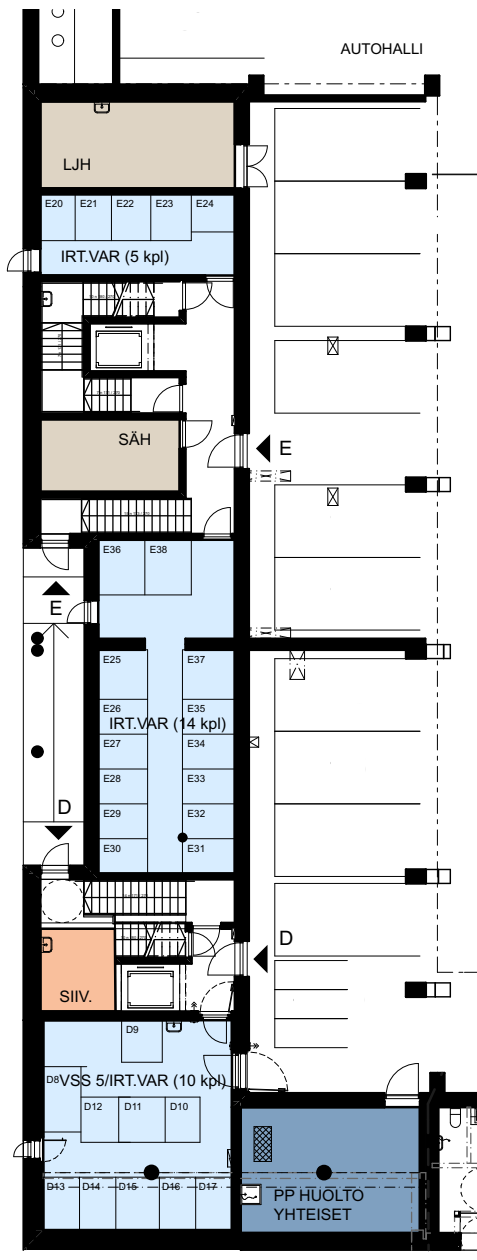 AUTOHALLI
LJH
E20 E21 E22 E23 E24
IRT.VAR (5 kpl)
SÄH
E
E36 E38
E
E25 E37
E26 E35
IRT.VAR (14 kpl)
E27 E34
E28 E33
E29 E32
E30 E31
D
D
SIIV.
D9
D8
VSS 5/IRT.VAR (10 kpl)
D12 D11 D10
D13 D14 D15 D16 D17
PP HUOLTO
YHTEISET